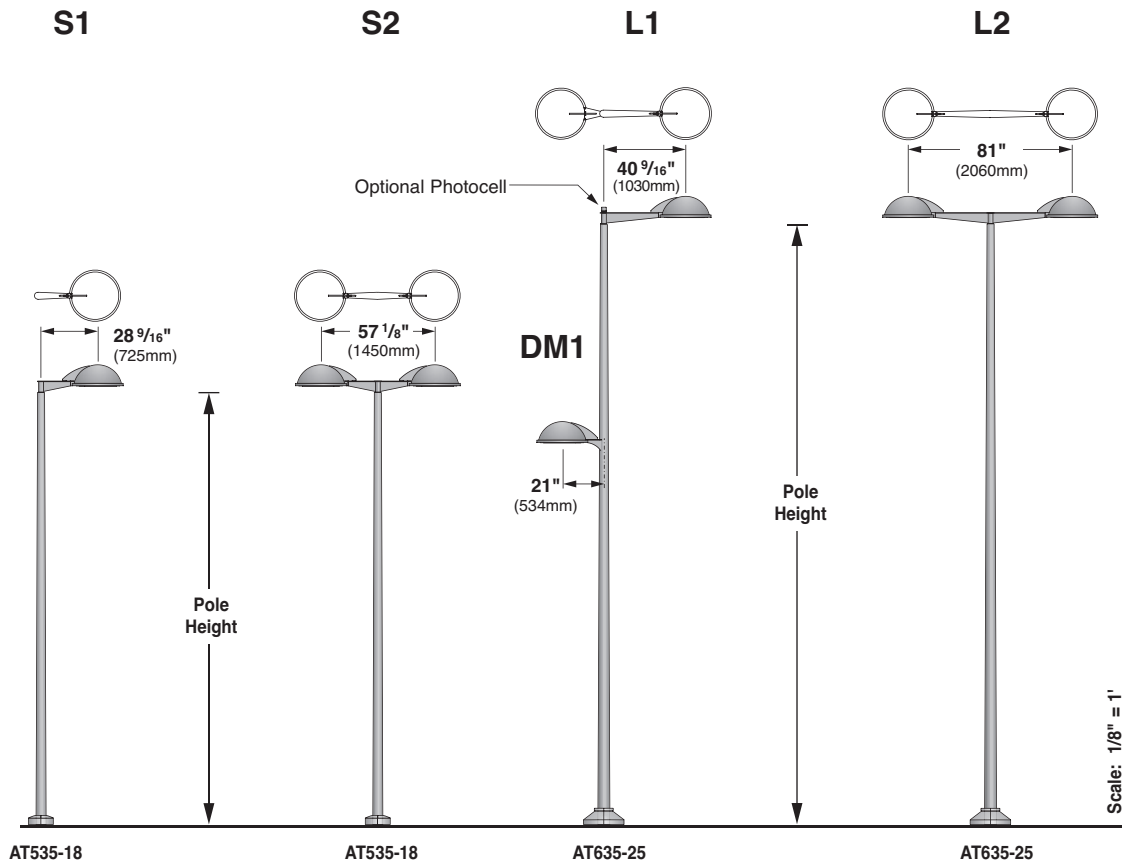 S1
S2
L1
L2
40 9/16"
(1030mm)
81"
(2060mm)
Optional Photocell
28 9/16"
(725mm)
57 1/8"
(1450mm)
DM1
21"
(534mm)
Pole
Height
Pole
Height
Scale: 1/8" = 1'
AT535-18
AT535-18
AT635-25
AT635-25